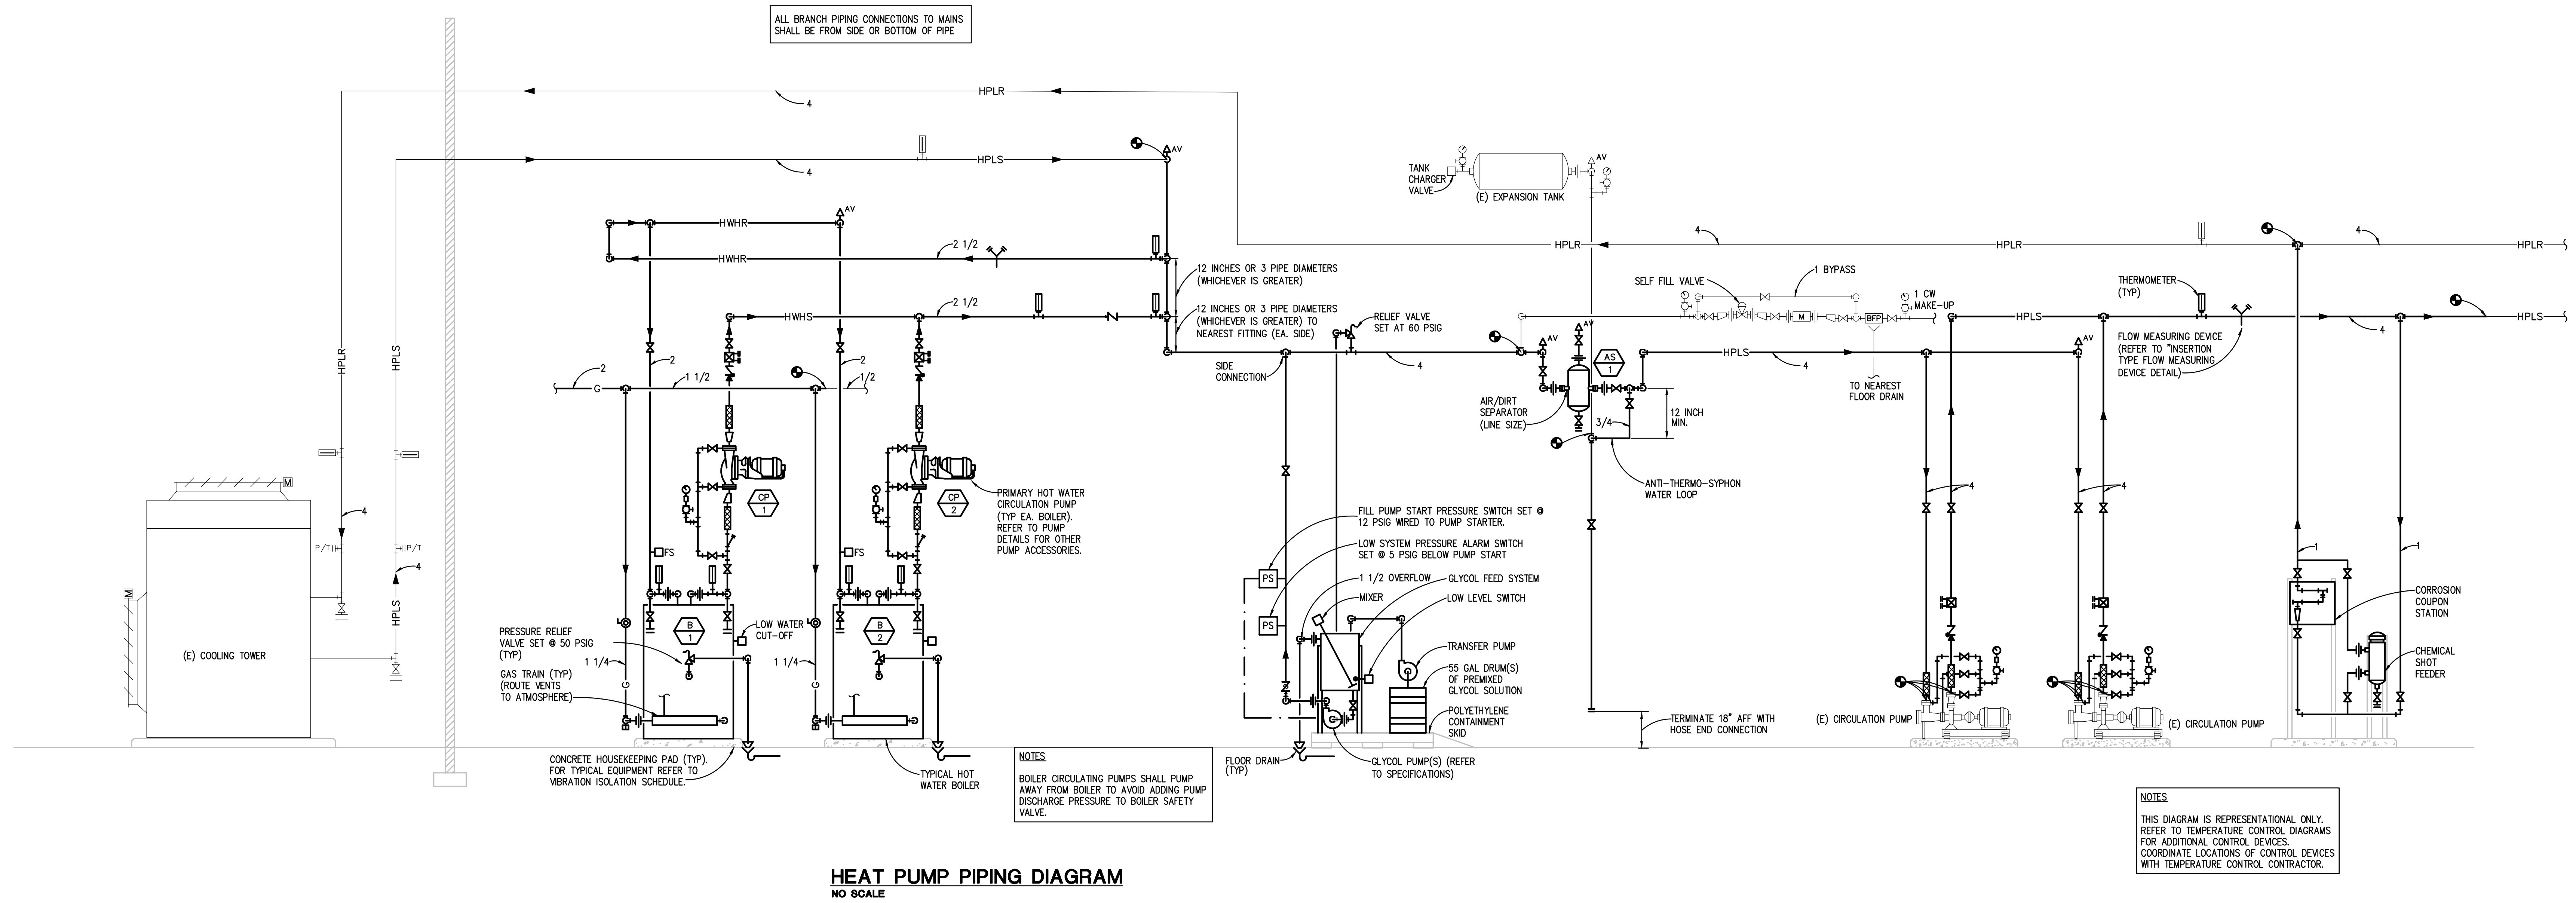 ALL BRANCH PIPING CONNECTIONS TO MAINS
SHALL BE FROM SIDE OR BOTTOM OF PIPE
HPLR
4
HPLS
4
AV
HWHR
AV
HWHR
2 1/2
HWHS
2 1/2
12 INCHES OR 3 PIPE DIAMETERS
(WHICHEVER IS GREATER)
12 INCHES OR 3 PIPE DIAMETERS
(WHICHEVER IS GREATER) TO
NEAREST FITTING (EA. SIDE)
HPLR
HPLS
4
P/T
P/T
4
HPLS
M
M
(E) COOLING TOWER
2
G
1 1/2
2
2
1/2
CP
1
CP
2
PRIMARY HOT WATER
CIRCULATION PUMP
(TYP EA. BOILER).
REFER TO PUMP
DETAILS FOR OTHER
PUMP ACCESSORIES.
FS
FS
B
1
B
2
LOW WATER
CUT-OFF
PRESSURE RELIEF
VALVE SET @ 50 PSIG
(TYP)
1 1/4
1 1/4
G
G
GAS TRAIN (TYP)
(ROUTE VENTS
TO ATMOSPHERE)
CONCRETE HOUSEKEEPING PAD (TYP).
FOR TYPICAL EQUIPMENT REFER TO
VIBRATION ISOLATION SCHEDULE.
TYPICAL HOT
WATER BOILER
NOTES
BOILER CIRCULATING PUMPS SHALL PUMP
AWAY FROM BOILER TO AVOID ADDING PUMP
DISCHARGE PRESSURE TO BOILER SAFETY
VALVE.
TANK
CHARGER
VALVE
(E) EXPANSION TANK
AV
HPLR
4
HPLR
4
HPLR
SELF FILL VALVE
1 BYPASS
M
BFP
1 CW
MAKE-UP
TO NEAREST
FLOOR DRAIN
RELIEF VALVE
SET AT 60 PSIG
SIDE
CONNECTION
4
AV
AV
AS
1
AIR/DIRT
SEPARATOR
(LINE SIZE)
3/4
12 INCH
MIN.
ANTI-THERMO-SYPHON
WATER LOOP
HPLS
4
AV
HPLS
THERMOMETER
(TYP)
FLOW MEASURING DEVICE
(REFER TO "INSERTION
TYPE FLOW MEASURING
DEVICE DETAIL)
4
HPLS
FILL PUMP START PRESSURE SWITCH SET @
12 PSIG WIRED TO PUMP STARTER.
LOW SYSTEM PRESSURE ALARM SWITCH
SET @ 5 PSIG BELOW PUMP START
PS
PS
1 1/2 OVERFLOW
GLYCOL FEED SYSTEM
MIXER
LOW LEVEL SWITCH
TRANSFER PUMP
55 GAL DRUM(S)
OF PREMIXED
GLYCOL SOLUTION
POLYETHYLENE
CONTAINMENT
SKID
FLOOR DRAIN
(TYP)
GLYCOL PUMP(S) (REFER
TO SPECIFICATIONS)
TERMINATE 18" AFF WITH
HOSE END CONNECTION
4
4
(E) CIRCULATION PUMP
(E) CIRCULATION PUMP
1
1
CORROSION
COUPON
STATION
CHEMICAL
SHOT
FEEDER
NOTES
THIS DIAGRAM IS REPRESENTATIONAL ONLY.
REFER TO TEMPERATURE CONTROL DIAGRAMS
FOR ADDITIONAL CONTROL DEVICES.
COORDINATE LOCATIONS OF CONTROL DEVICES
WITH TEMPERATURE CONTROL CONTRACTOR.
HEAT PUMP PIPING DIAGRAM
NO SCALE